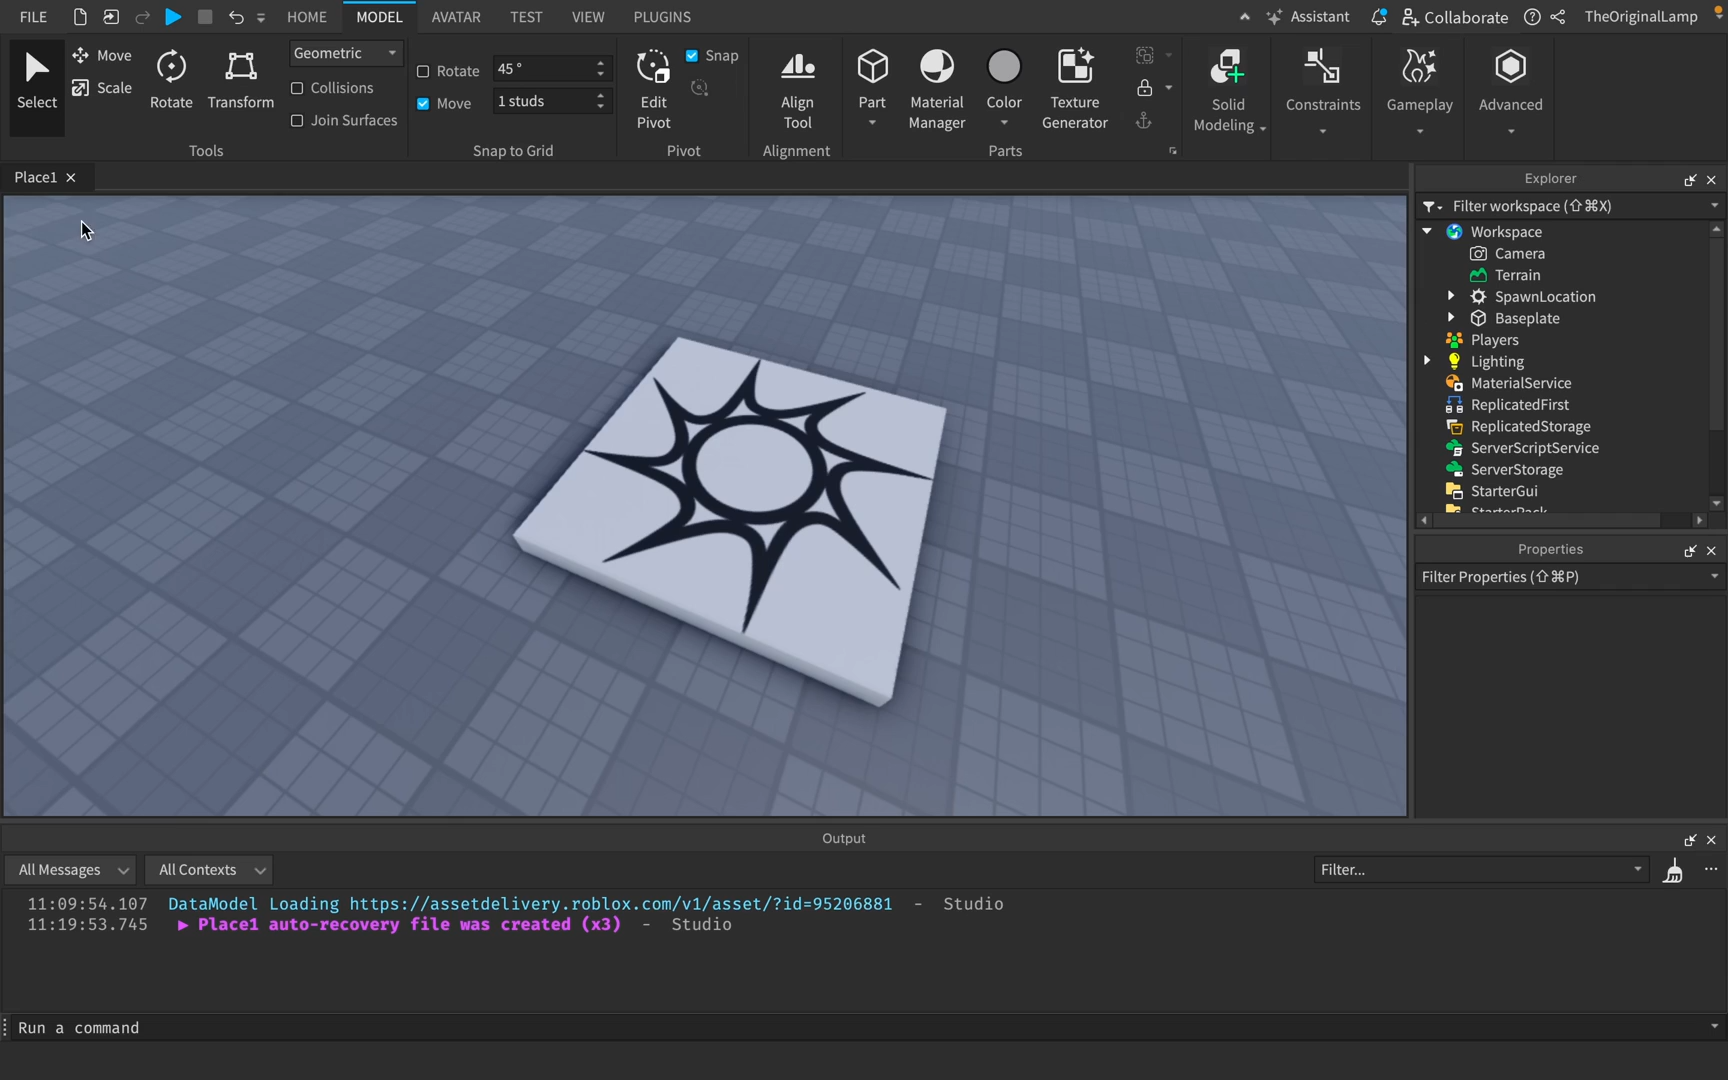 FILE HOME MODEL AVATAR TEST VIEW PLUGINS Assistant Collaborate TheOriginalLamp
Select
Move
Scale
Rotate
Transform
Geometric
Collisions
Join Surfaces
Tools
Rotate 45 °
Move 1 studs
Snap to Grid
Edit
Pivot
Snap
Pivot
Align
Tool
Alignment
Part
Material
Manager
Color
Texture
Generator
Parts
Solid
Modeling
Constraints
Gameplay
Advanced
Place1
Explorer
Filter workspace (⇧⌘X)
Workspace
Camera
Terrain
SpawnLocation
Baseplate
Players
Lighting
MaterialService
ReplicatedFirst
ReplicatedStorage
ServerScriptService
ServerStorage
StarterGui
StarterPack
Properties
Filter Properties (⇧⌘P)
Output
All Messages All Contexts Filter...
11:09:54.107 DataModel Loading https://assetdelivery.roblox.com/v1/asset/?id=95206881 - Studio
11:19:53.745 ▶ Place1 auto-recovery file was created (x3) - Studio
Run a command